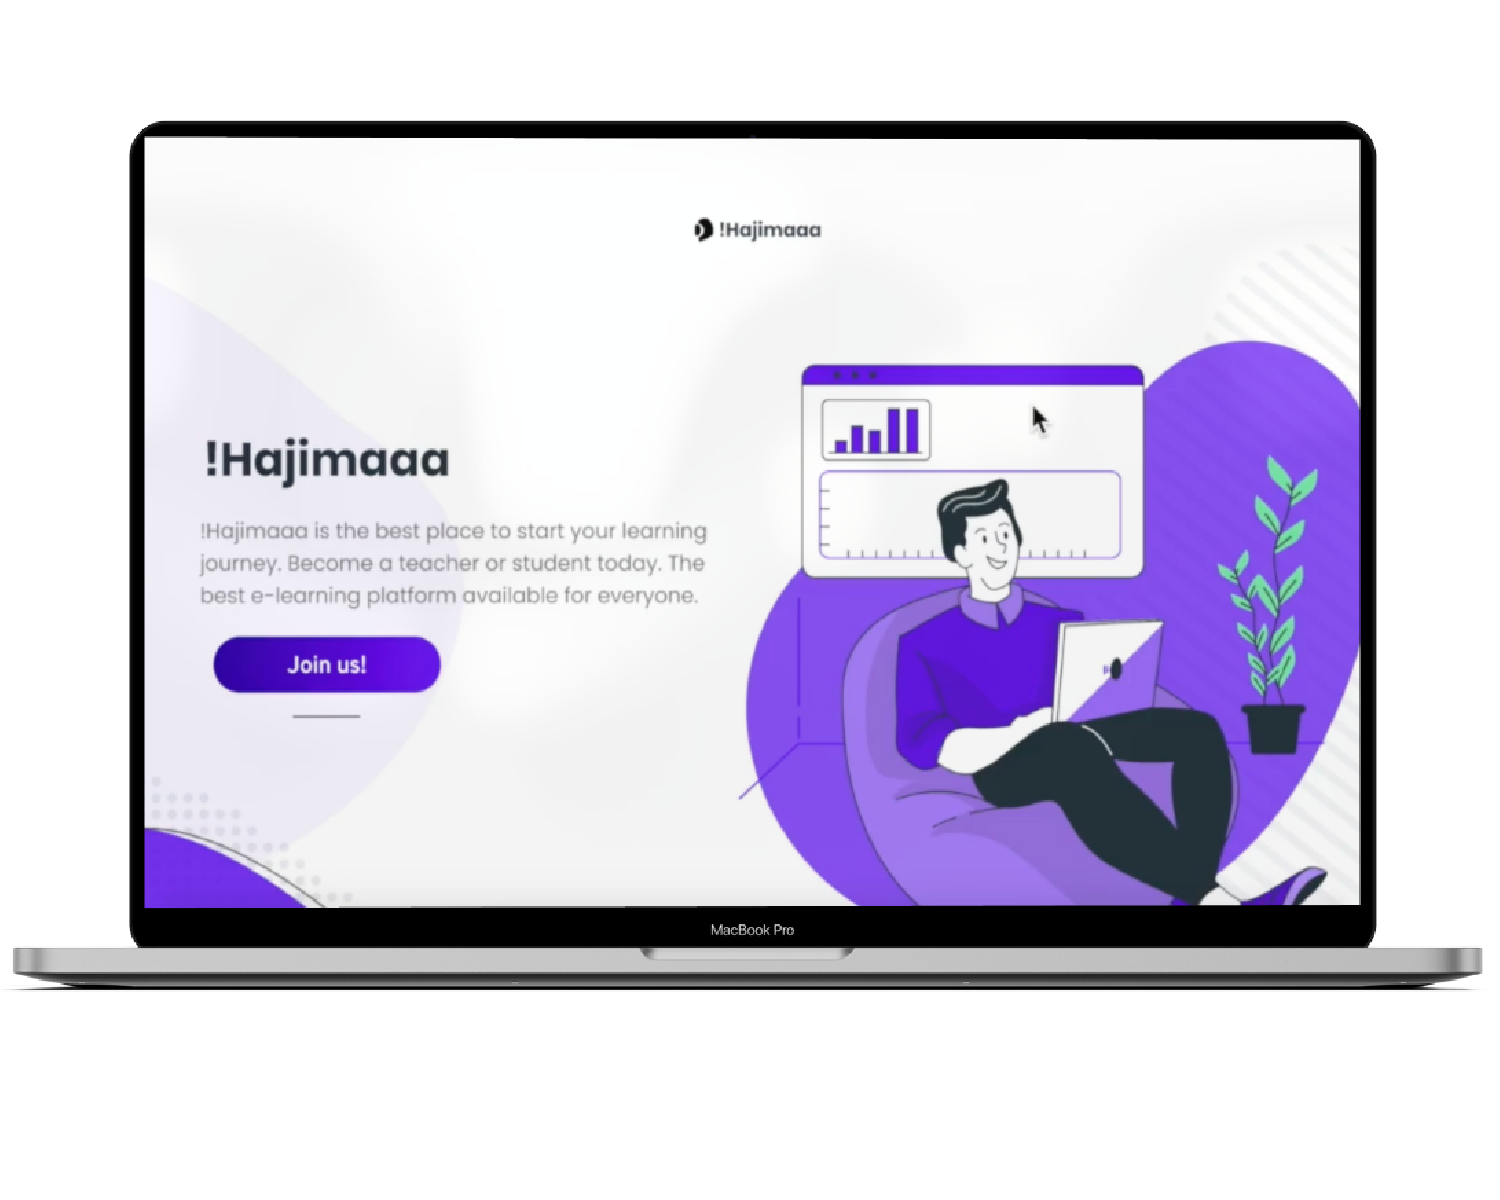 !Hajimaaa
!Hajimaaa
!Hajimaaa is the best place to start your learning
journey. Become a teacher or student today. The
best e-learning platform available for everyone.
Join us!
MacBook Pro